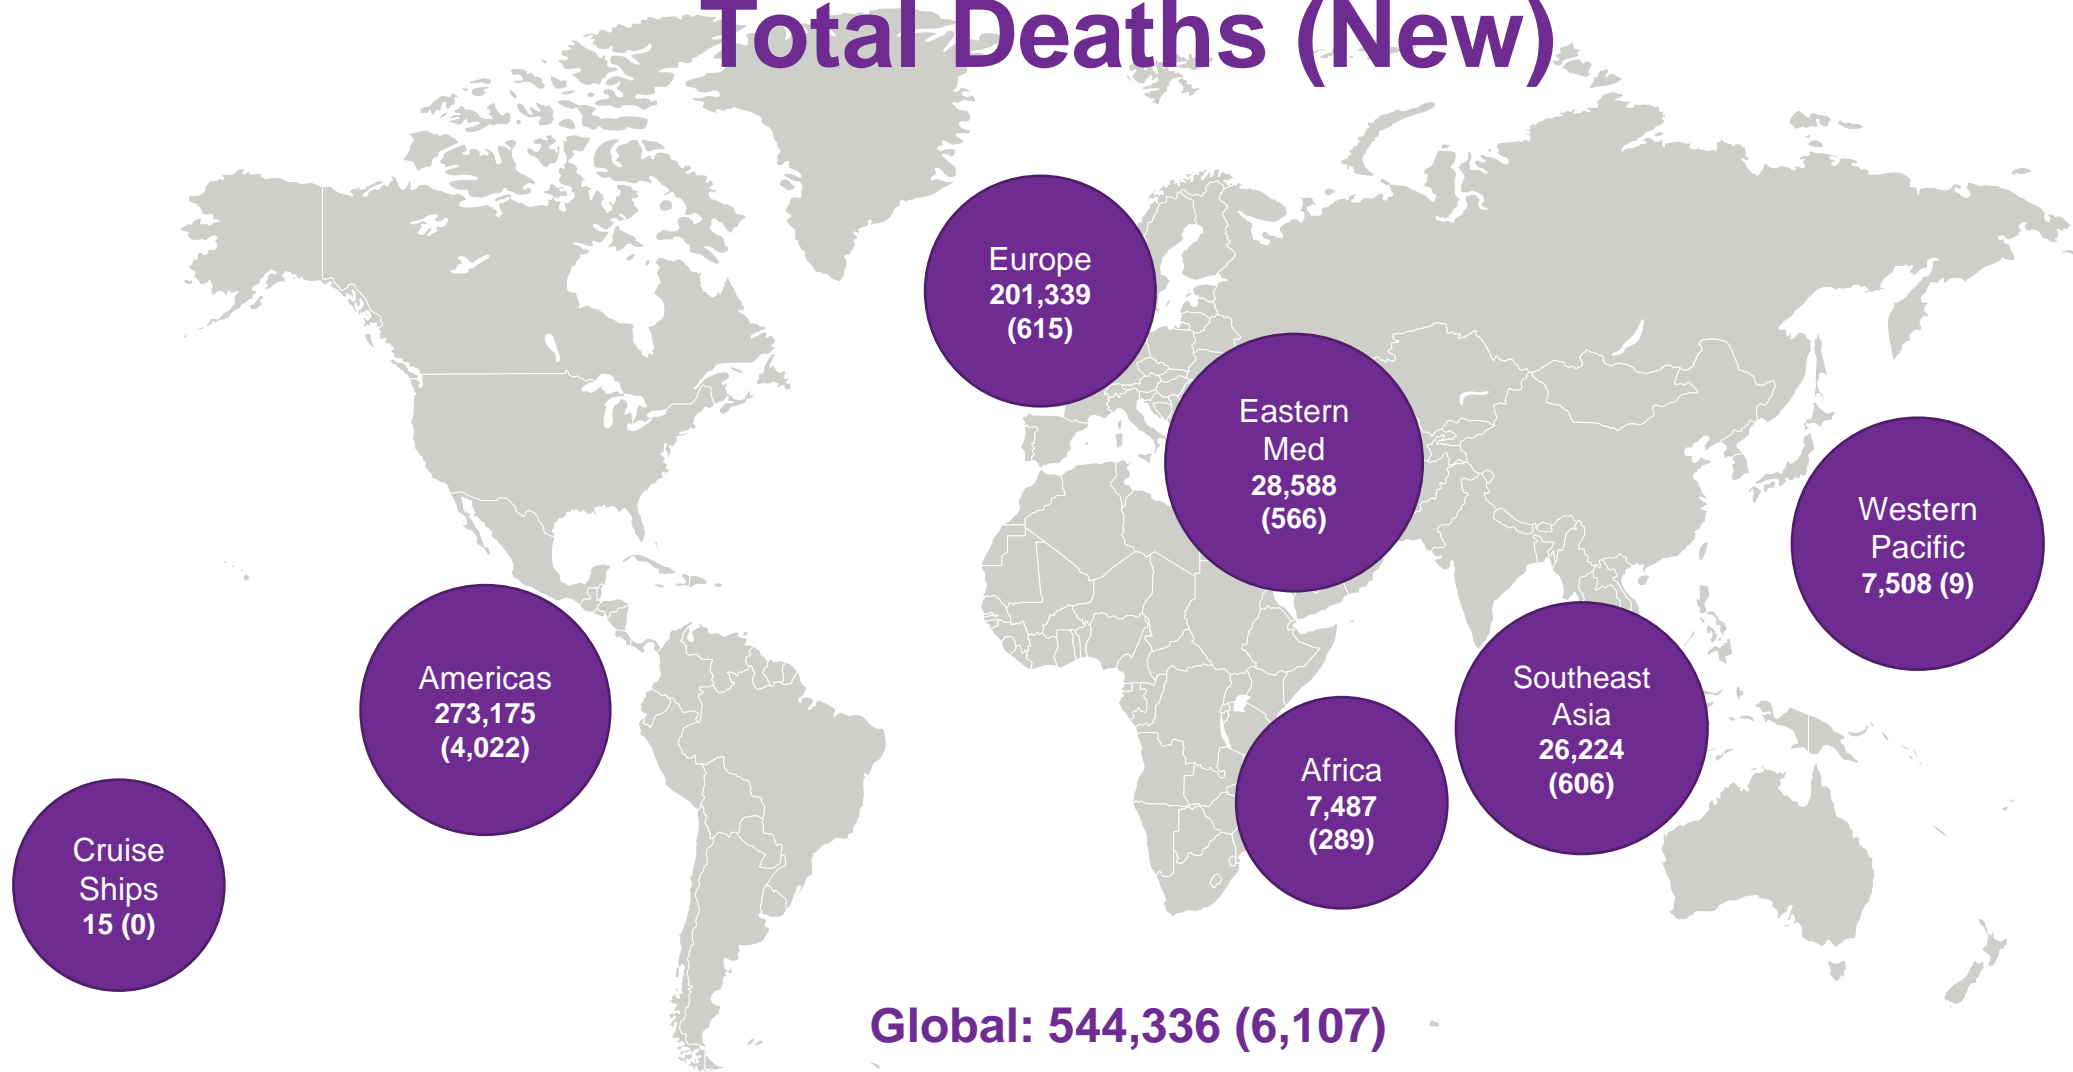 Total Deaths (New)
Europe
201,339
(615)
Eastern
Med
28,588
(566)
Western
Pacific
7,508 (9)
Americas
273,175
(4,022)
Southeast
Asia
26,224
(606)
Africa
7,487
(289)
Cruise
Ships
15 (0)
Global: 544,336 (6,107)